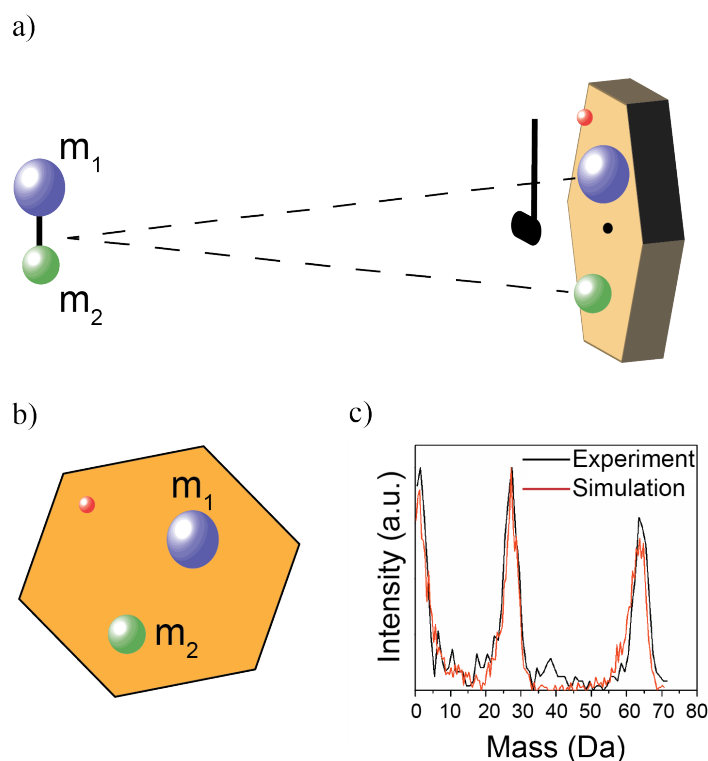 a)
m1
m2
b)
m1
m2
c)
Experiment
Simulation
Intensity (a.u.)
0 10 20 30 40 50 60 70 80
Mass (Da)